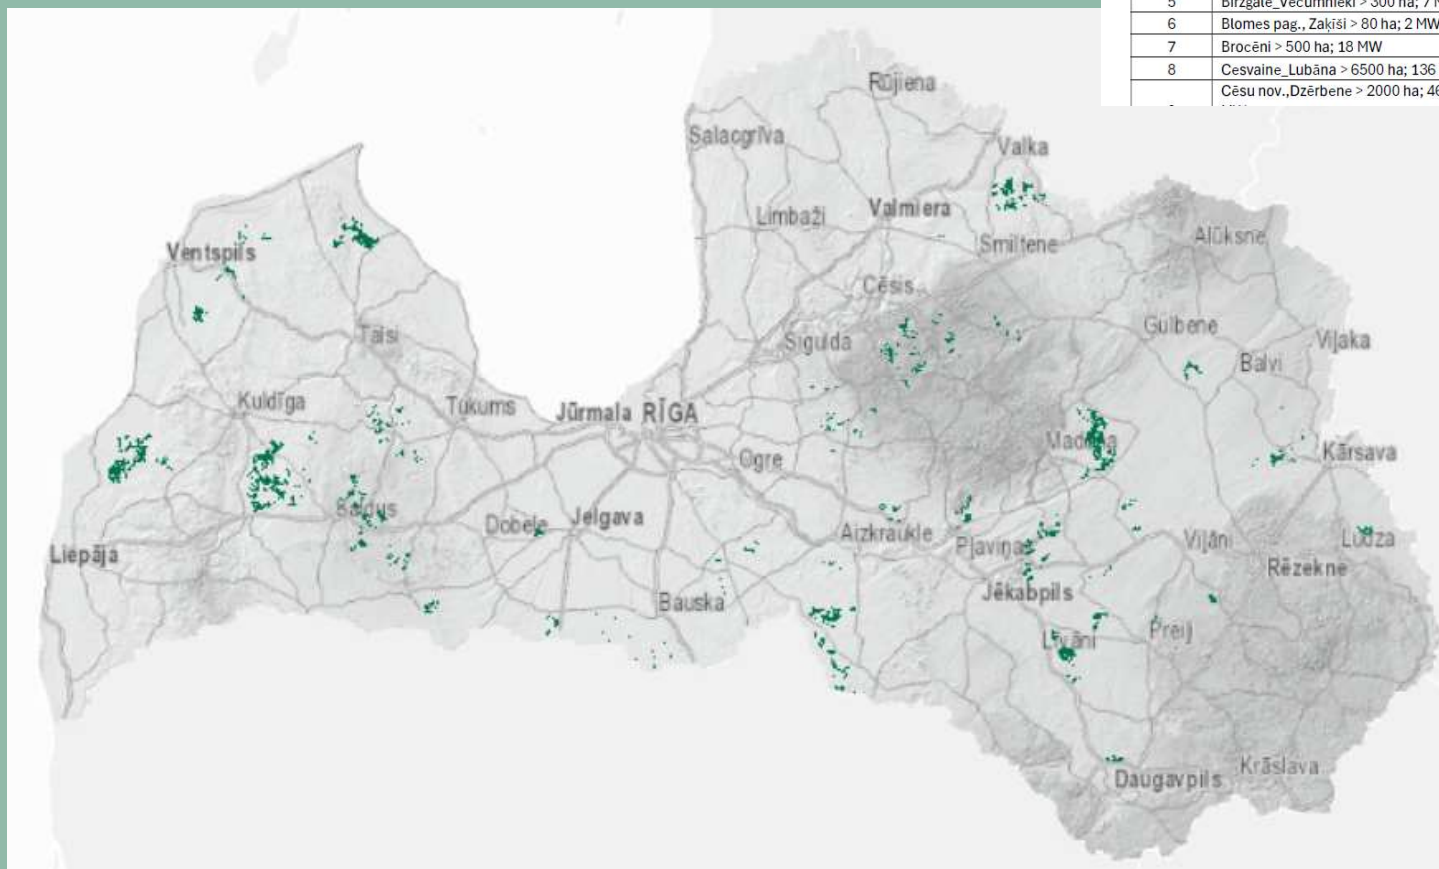 5 Birzgale_Vecumnieki > 300 ha; 7
6 Blomes pag., Zaķīši > 80 ha; 2 MW
7 Brocēni > 500 ha; 18 MW
8 Cesvaine_Lubāna > 6500 ha; 136
Cēsu nov.,Dzērbene > 2000 ha; 46
Rūjiena
Salacgrīva
Valka
Limbaži
Valmiera
Smiltene
Alūksne
Ventspils
Cēsis
Talsi
Sigulda
Gulbene
Viļaka
Balvi
Kuldīga
Tukums
Jūrmala
RĪGA
Madona
Kārsava
Ogre
Saldus
Dobele
Jelgava
Aizkraukle
Pļaviņas
Viļāni
Ludza
Liepāja
Rēzekne
Bauska
Jēkabpils
Līvāni
Preiļi
Daugavpils
Krāslava